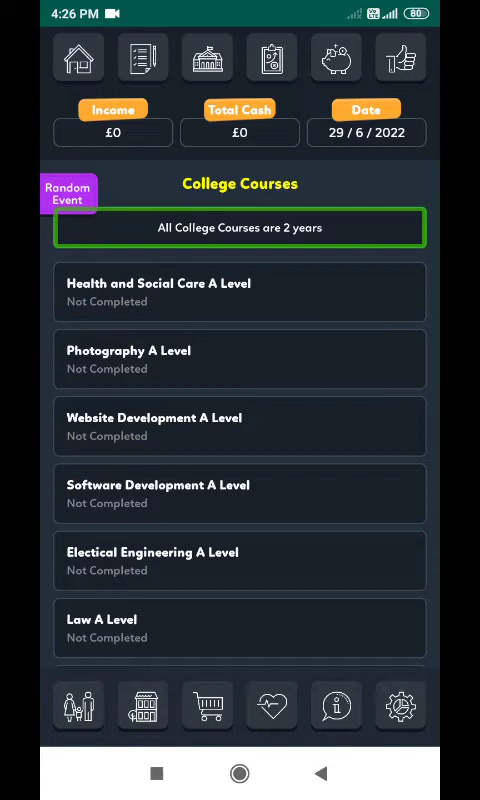 4:26 PM
80
Income
Total Cash
Date
£0
£0
29 / 6 / 2022
Random
Event
College Courses
All College Courses are 2 years
Health and Social Care A Level
Not Completed
Photography A Level
Not Completed
Website Development A Level
Not Completed
Software Development A Level
Not Completed
Electical Engineering A Level
Not Completed
Law A Level
Not Completed